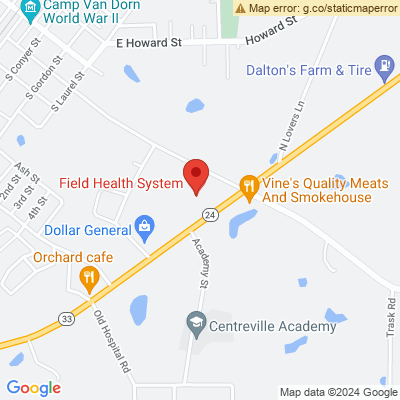 Map error: g.co/staticmaperror
Camp Van Dorn
World War II
E Howard St
Howard St
S Conyer St
S Gordon St
S Laurel St
Dalton's Farm & Tire
N Lovers Ln
Ash St
2nd St
3rd St
4th St
Field Health System
Vine's Quality Meats
And Smokehouse
24
Dollar General
Academy St
Orchard cafe
33
Old Hospital Rd
Centreville Academy
Trask Rd
Google
Map data ©2024 Google